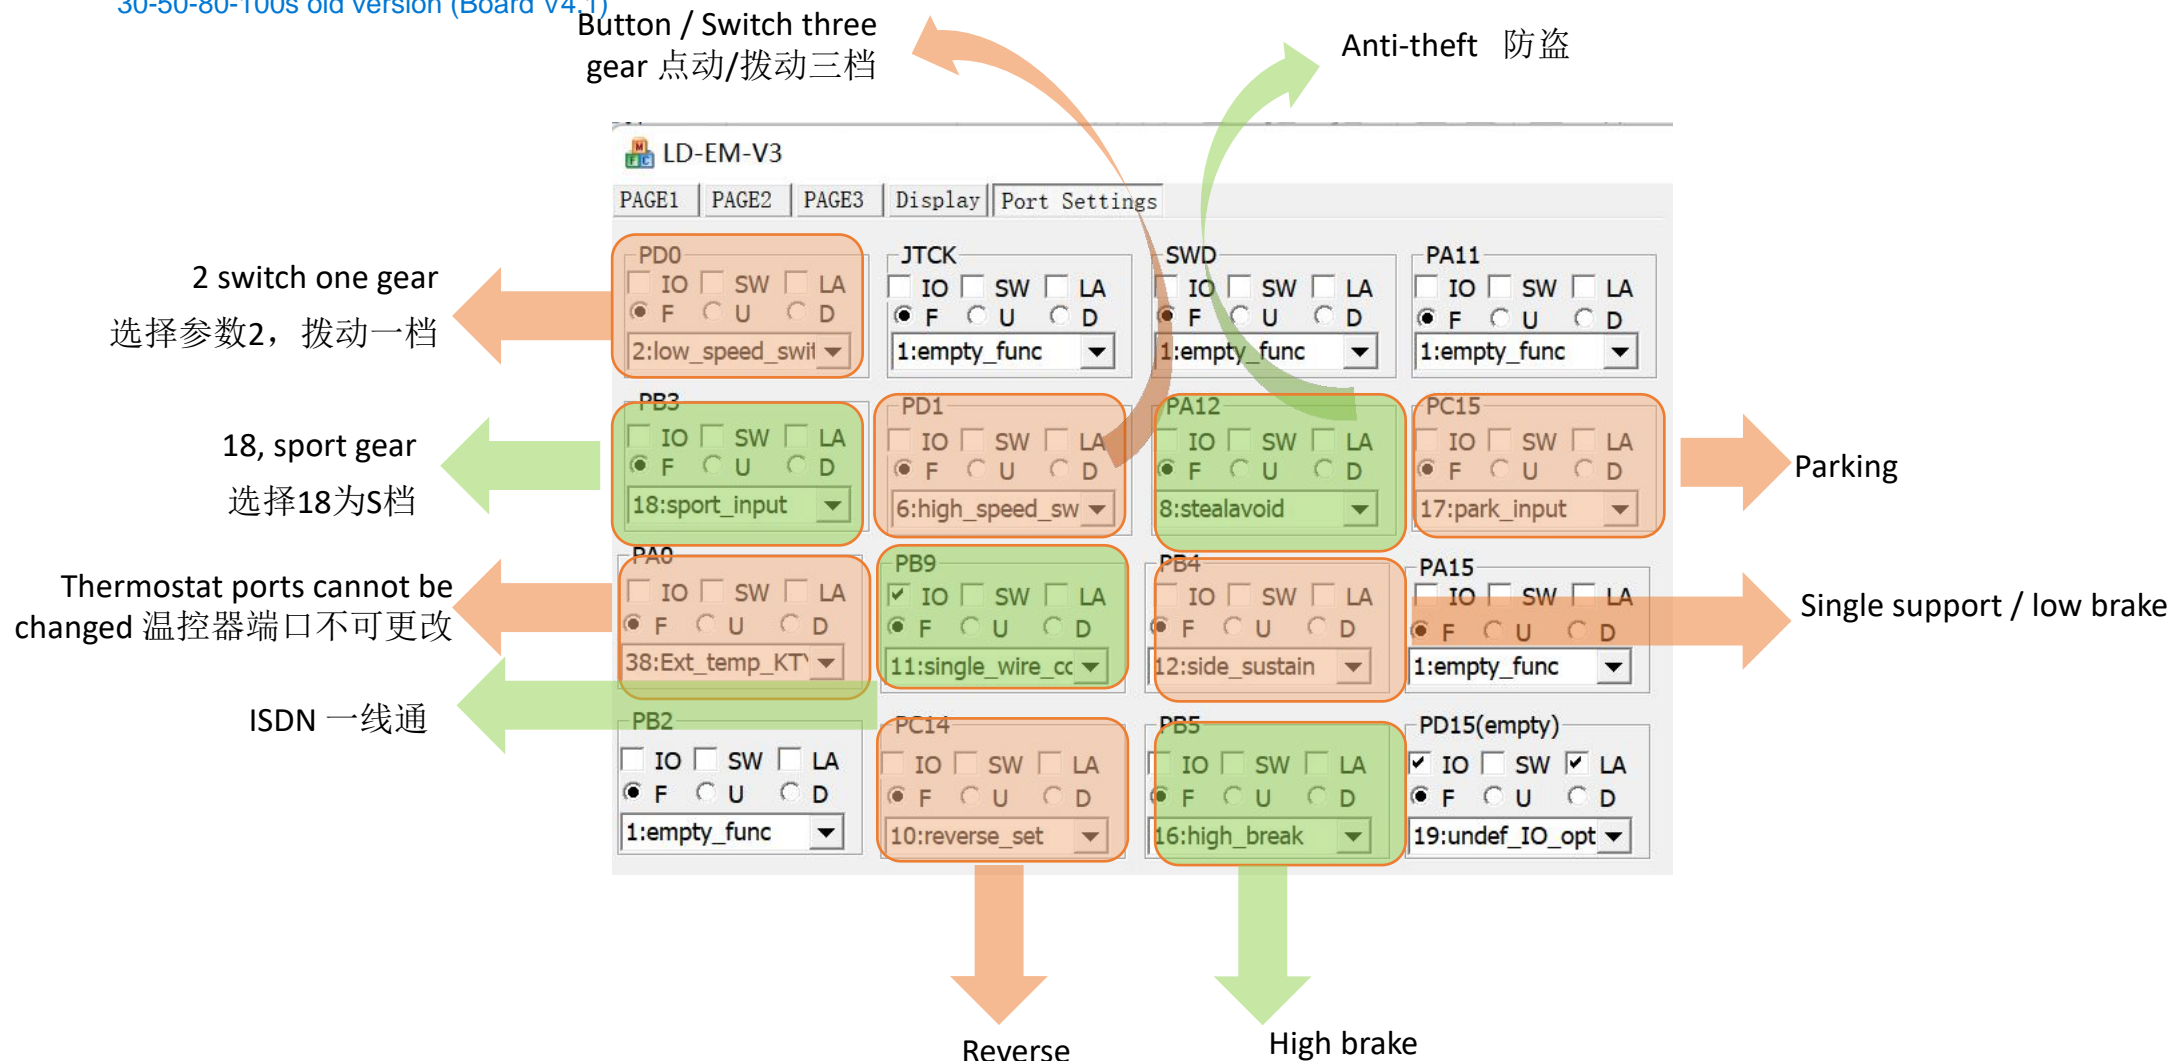 30-50-80-100s old version (Board V4.1)
Button / Switch three
gear 点动/拨动三档
Anti-theft 防盗
LD-EM-V3
PAGE1 PAGE2 PAGE3 Display Port Settings
2 switch one gear
选择参数2，拨动一档
PD0
IO SW LA
F U D
2:low_speed_swit
JTCK
IO SW LA
F U D
1:empty_func
SWD
IO SW LA
F U D
1:empty_func
PA11
IO SW LA
F U D
1:empty_func
18, sport gear
选择18为S档
PB3
IO SW LA
F U D
18:sport_input
PD1
IO SW LA
F U D
6:high_speed_sw
PA12
IO SW LA
F U D
8:stealavoid
PC15
IO SW LA
F U D
17:park_input
Parking
Thermostat ports cannot be
changed 温控器端口不可更改
PA0
IO SW LA
F U D
38:Ext_temp_KTY
PB9
IO SW LA
F U D
11:single_wire_cc
PB4
IO SW LA
F U D
12:side_sustain
PA15
IO SW LA
F U D
1:empty_func
Single support / low brake
ISDN 一线通
PB2
IO SW LA
F U D
1:empty_func
PC14
IO SW LA
F U D
10:reverse_set
PB5
IO SW LA
F U D
16:high_break
PD15(empty)
IO SW LA
F U D
19:undef_IO_opt
Reverse
High brake